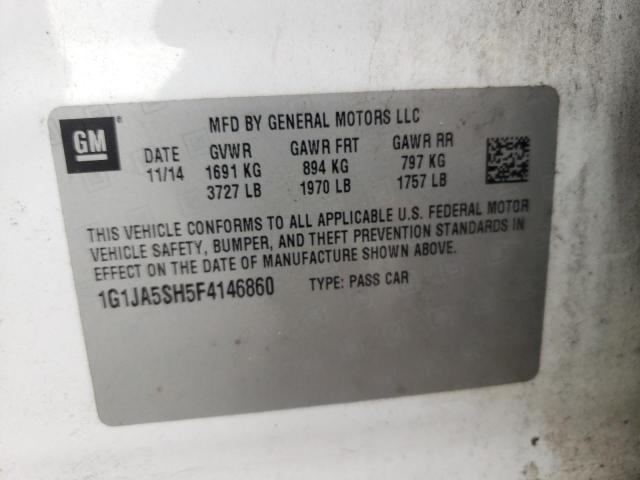 GM ®
MFD BY GENERAL MOTORS LLC
DATE GVWR GAWR FRT GAWR RR
11/14 1691 KG 894 KG 797 KG
3727 LB 1970 LB 1757 LB
THIS VEHICLE CONFORMS TO ALL APPLICABLE U.S. FEDERAL MOTOR
VEHICLE SAFETY, BUMPER, AND THEFT PREVENTION STANDARDS IN
EFFECT ON THE DATE OF MANUFACTURE SHOWN ABOVE.
1G1JA5SH5F4146860 TYPE: PASS CAR